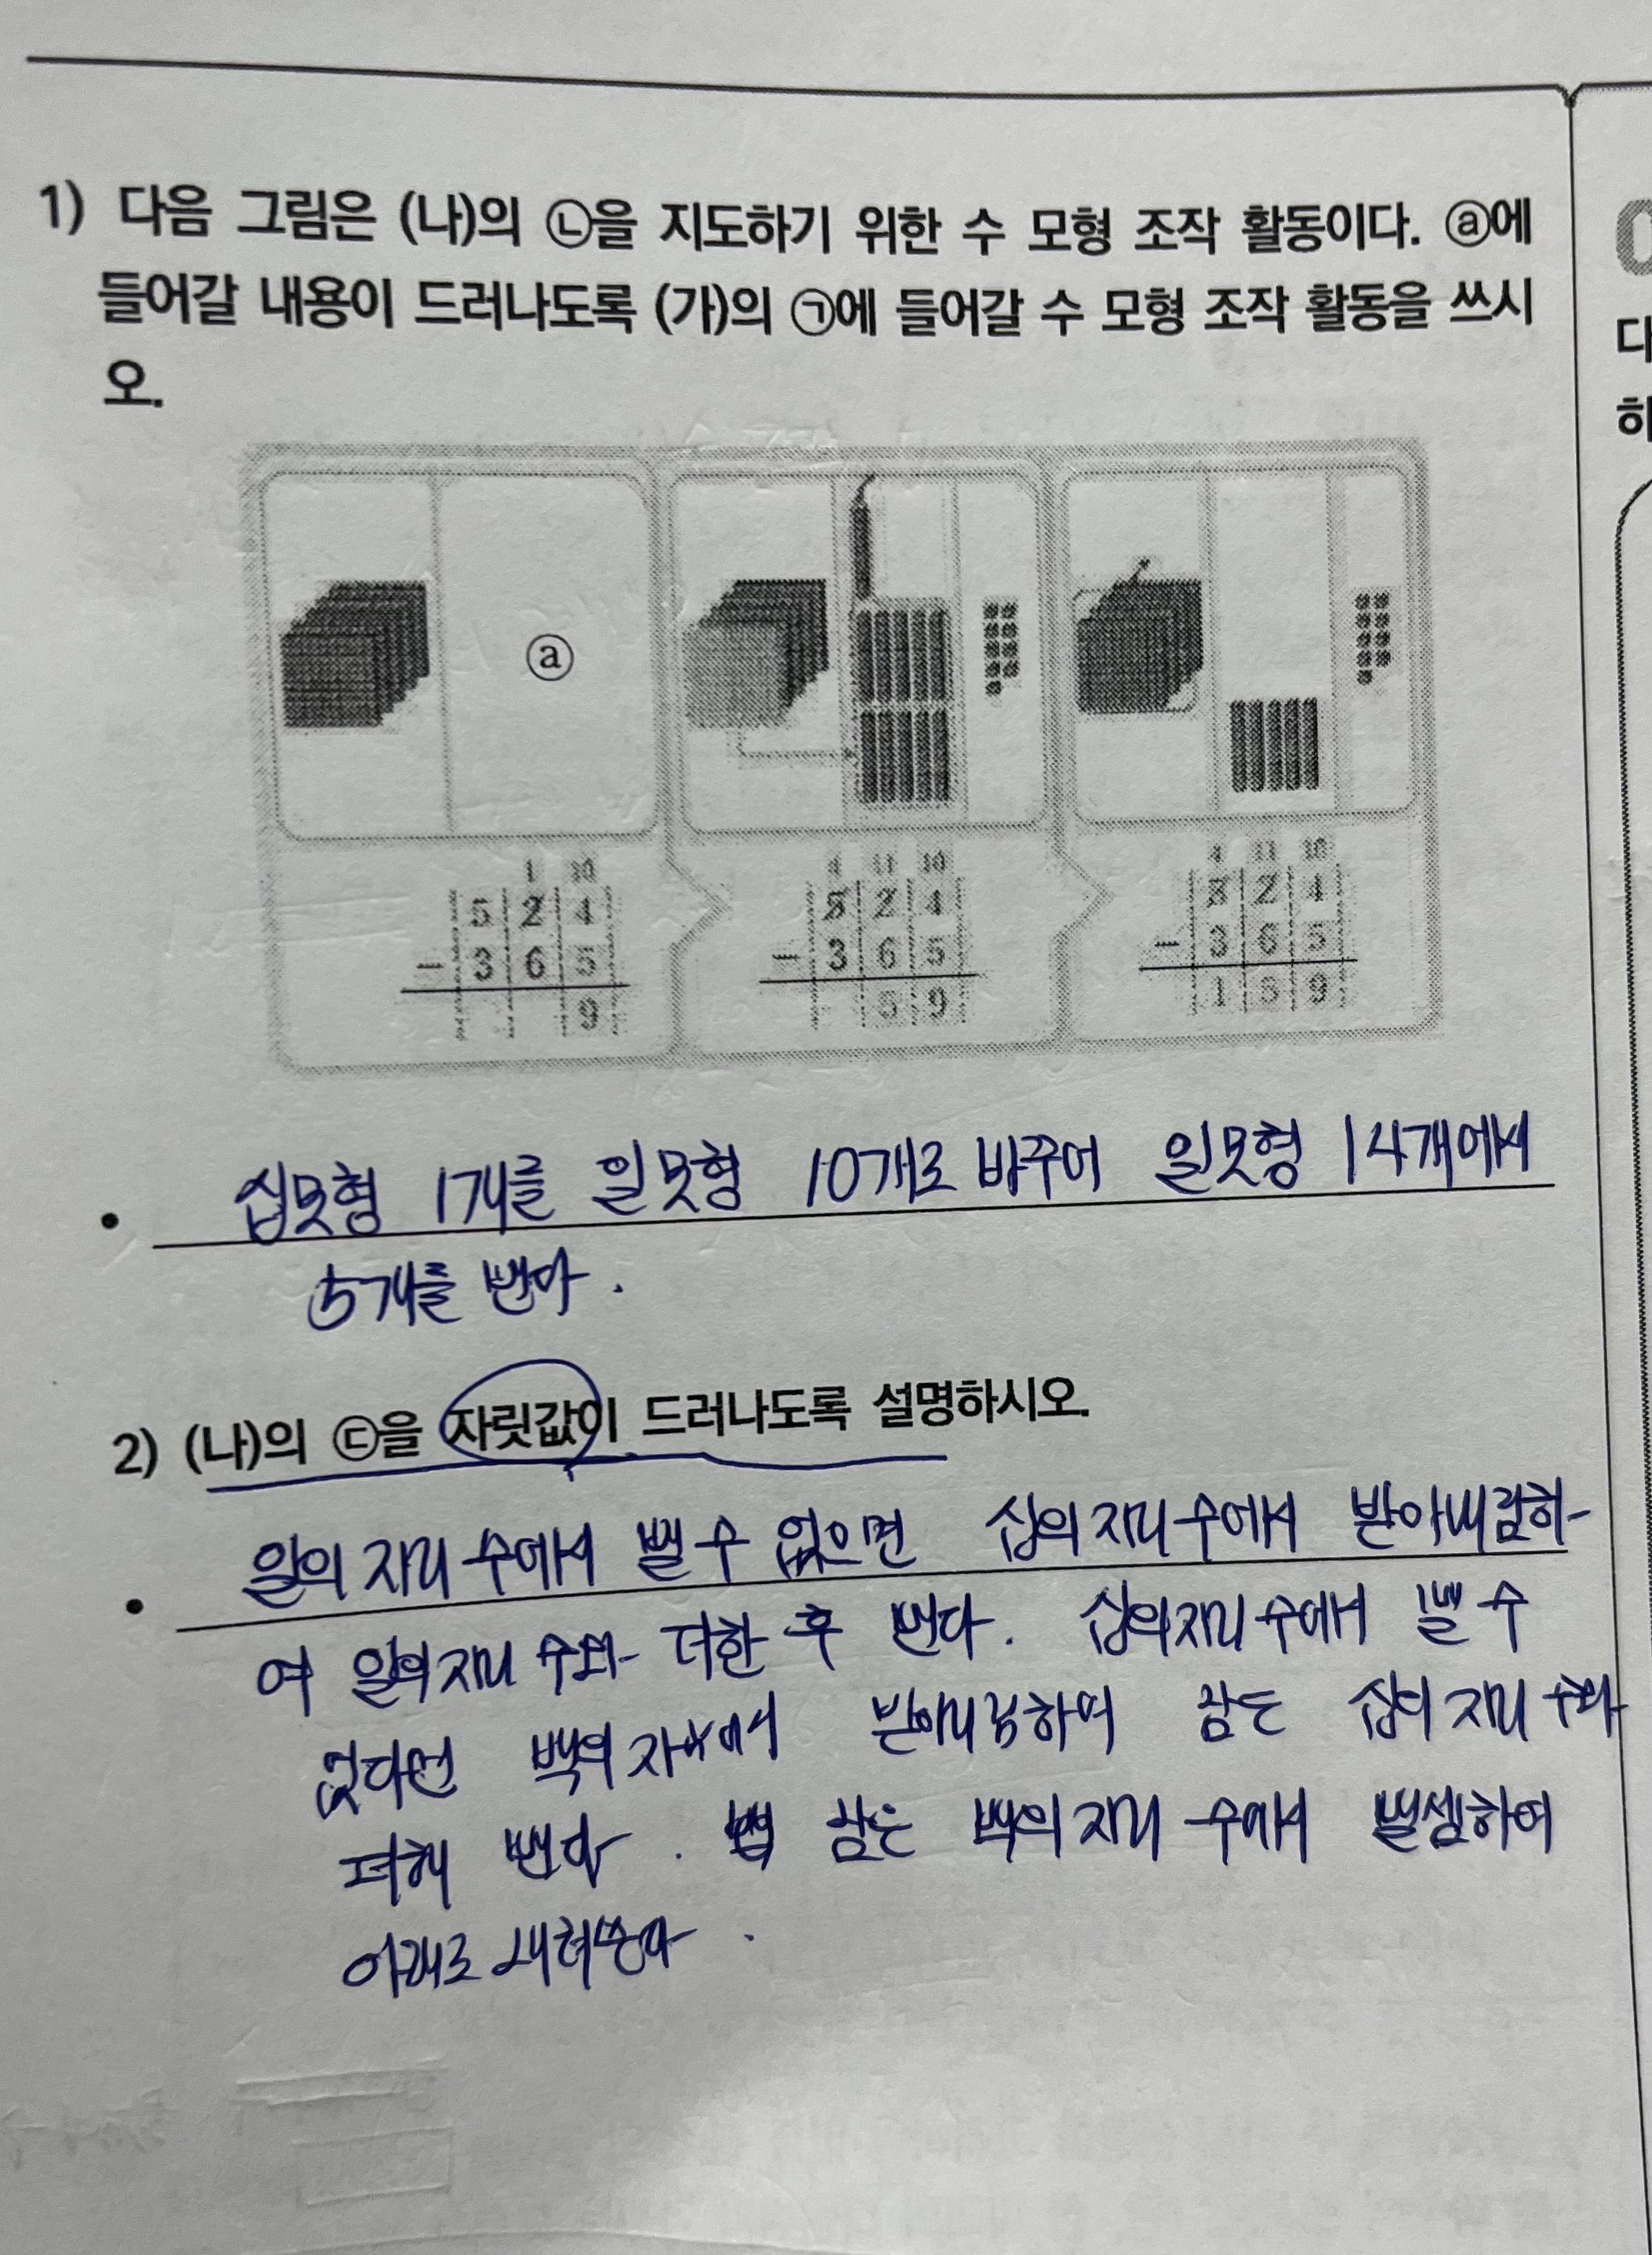 1) 다음 그림은 (나)의 ㉡을 지도하기 위한 수 모형 조작 활동이다. ⓐ에
들어갈 내용이 드러나도록 (가)의 ㉠에 들어갈 수 모형 조작 활동을 쓰시
오.
ⓐ
1 10
5 2 4
- 3 6 5
9
4 11 10
5 2 4
- 3 6 5
5 9
4 11 10
5 2 4
- 3 6 5
1 5 9
• 십모형 1개를 일모형 10개로 바꾸어 일모형 14개에서
5개를 뺀다.
2) (나)의 ㉢을 자릿값이 드러나도록 설명하시오.
• 일의 자리 수에서 뺄 수 없으면 십의 자리 수에서 받아내림하
여 일의 자리 수와 더한 후 뺀다. 십의 자리 수에서 뺄 수
없다면 백의 받아내림하여 남은 십의 자리 수와
더해 뺀다. 남은 백의 자리 수에서 뺄셈하여
아래로 내려쓴다.
다
하